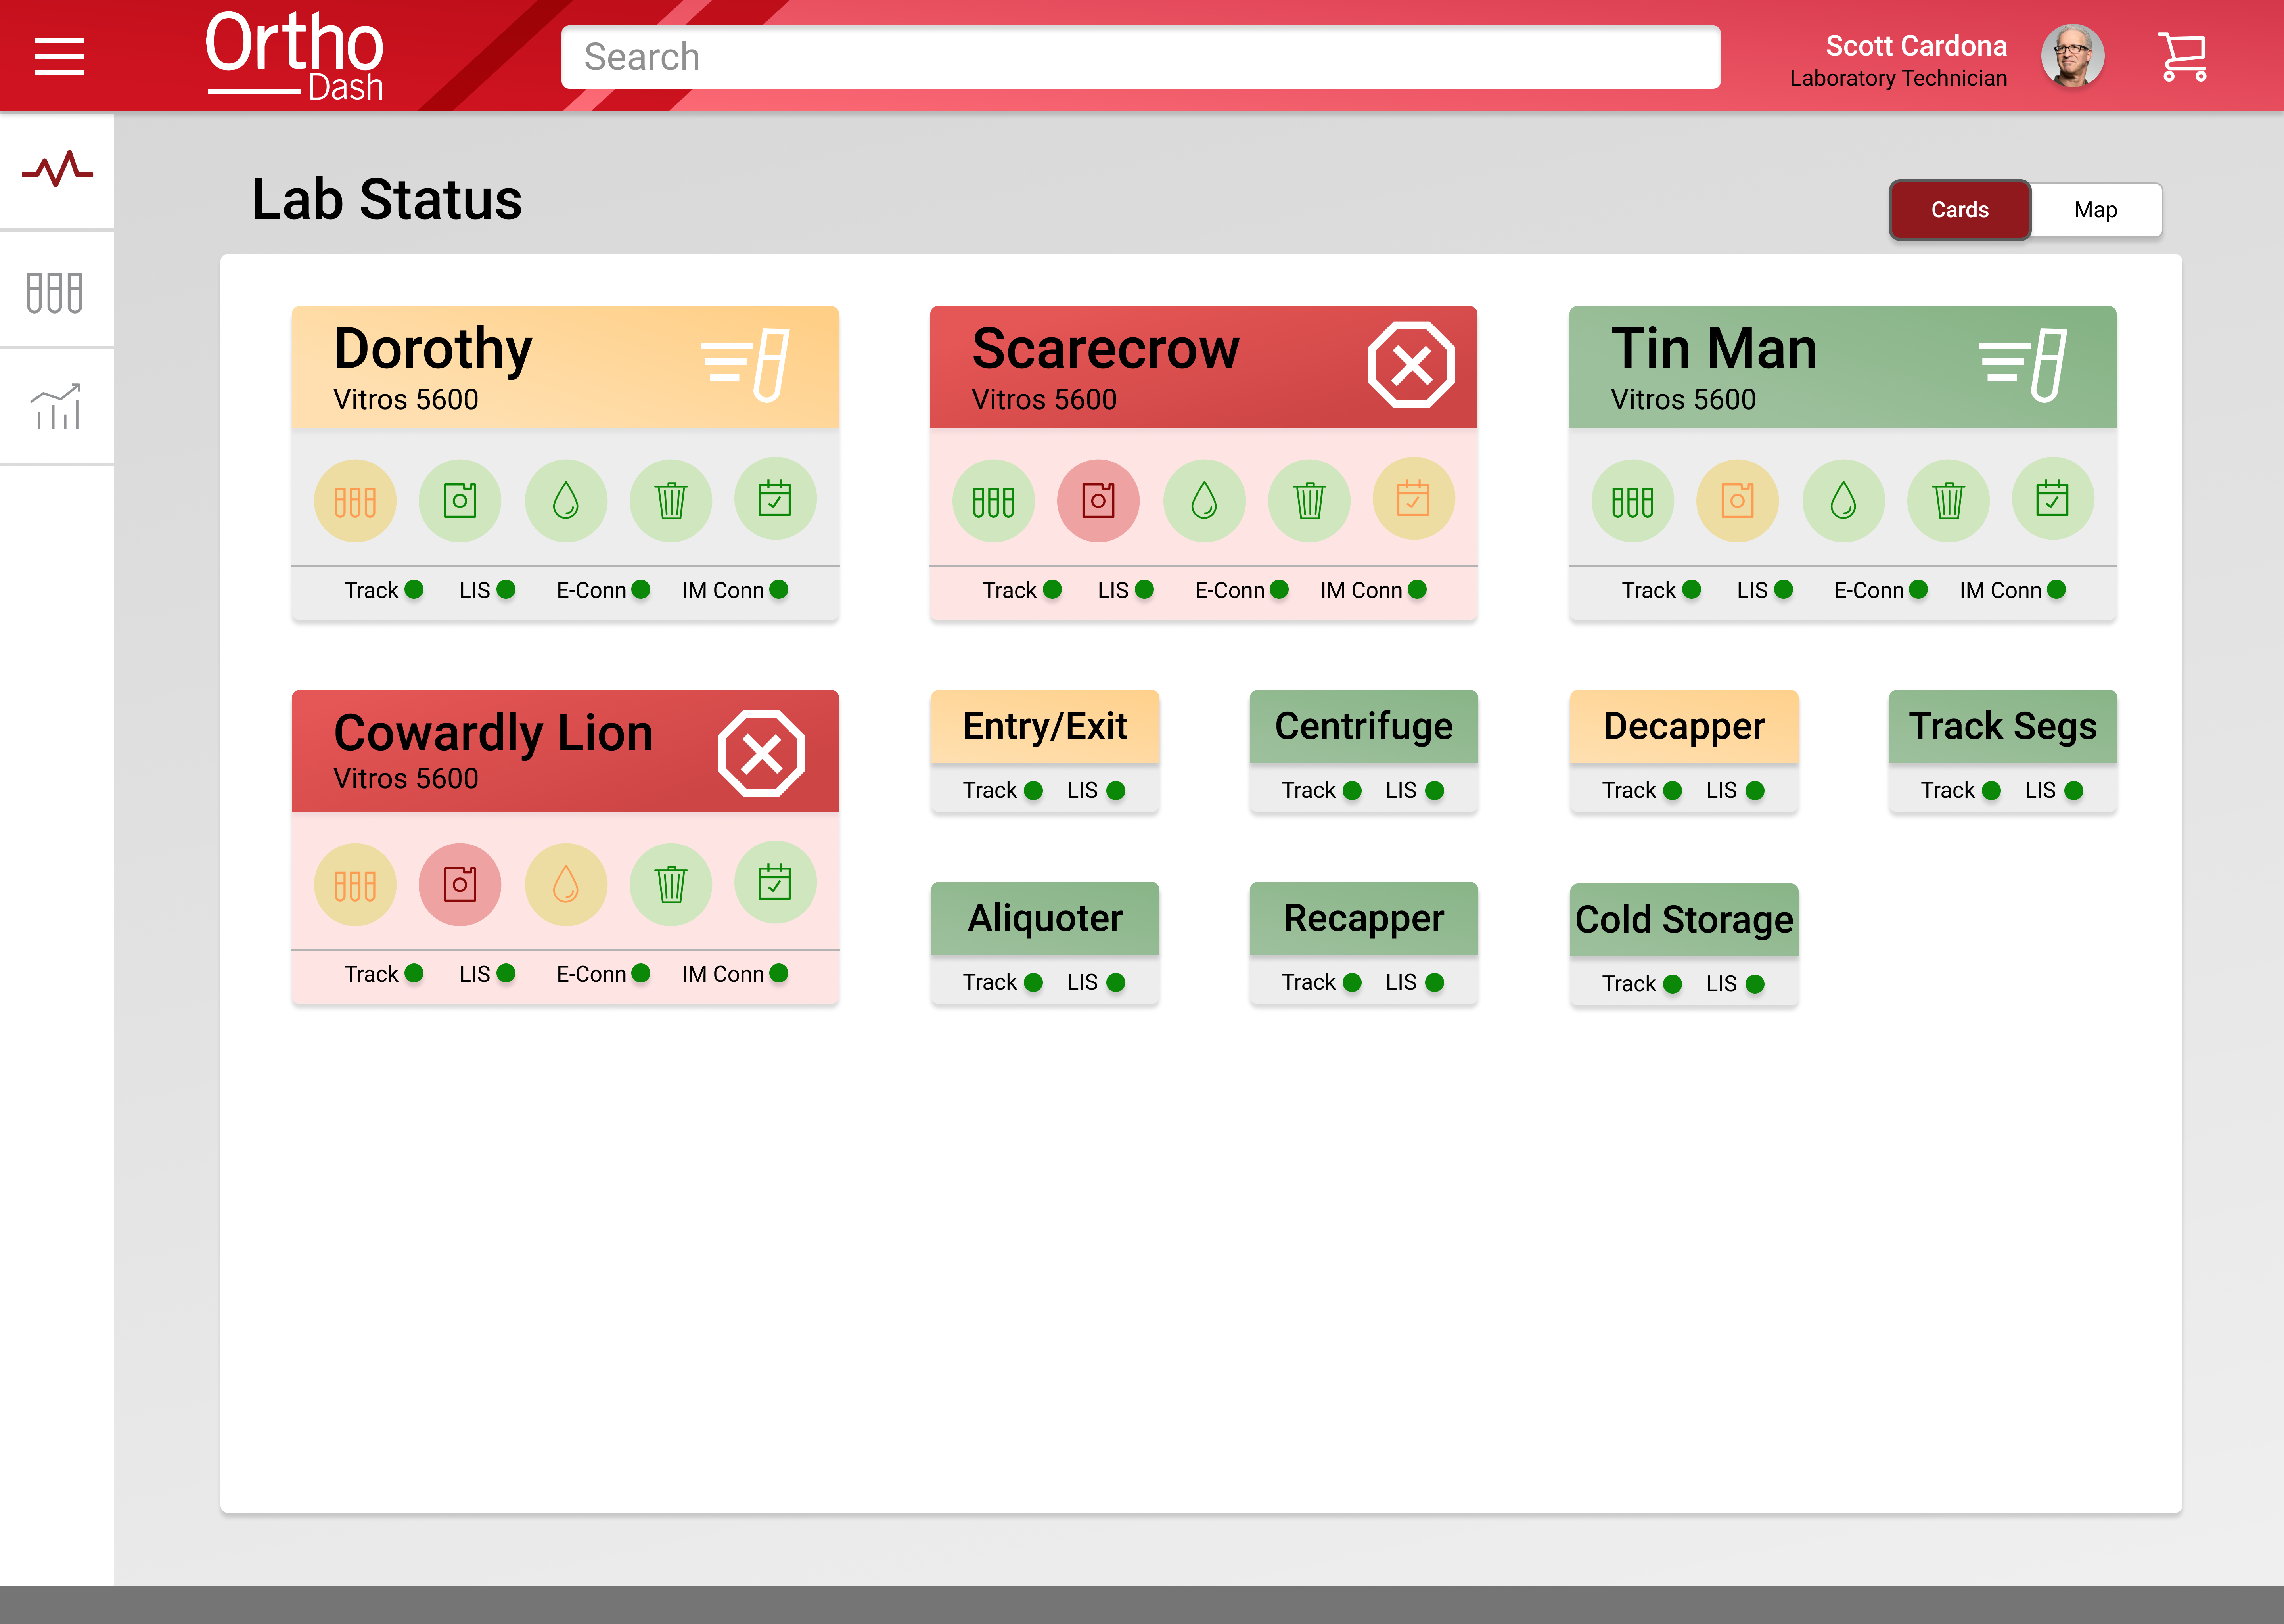 Ortho
Dash
Search
Scott Cardona
Laboratory Technician
Lab Status
Cards Map
Dorothy
Vitros 5600
Track LIS E-Conn IM Conn
Scarecrow
Vitros 5600
Track LIS E-Conn IM Conn
Tin Man
Vitros 5600
Track LIS E-Conn IM Conn
Cowardly Lion
Vitros 5600
Track LIS E-Conn IM Conn
Entry/Exit
Track LIS
Centrifuge
Track LIS
Decapper
Track LIS
Track Segs
Track LIS
Aliquoter
Track LIS
Recapper
Track LIS
Cold Storage
Track LIS